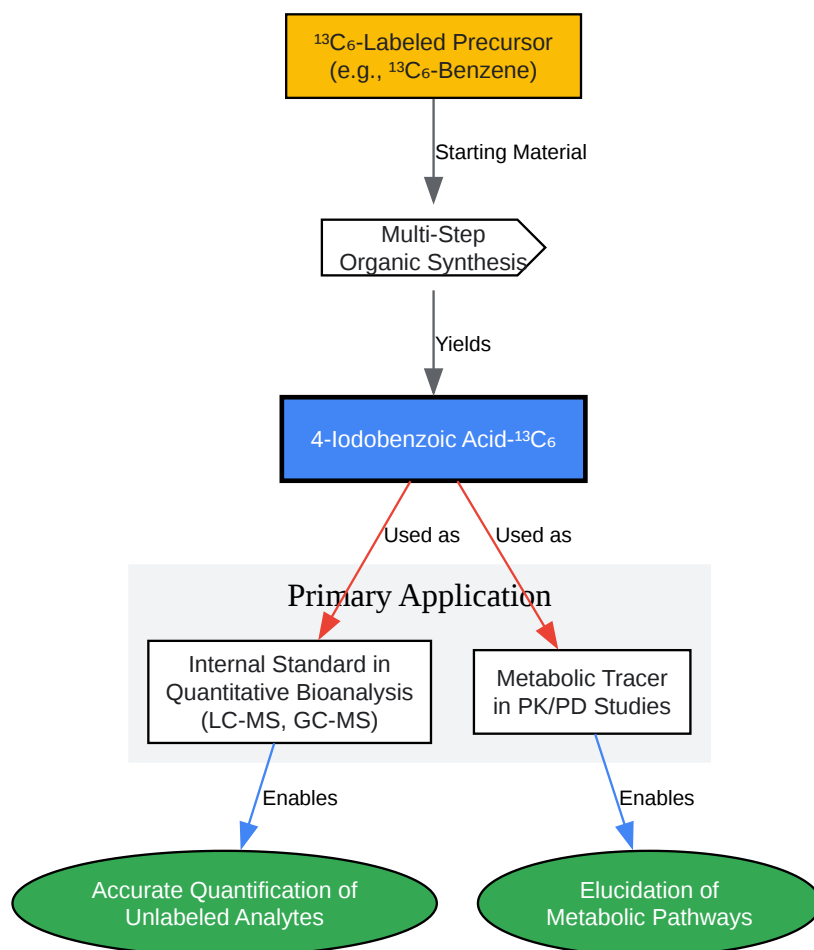 ¹³C₆-Labeled Precursor
(e.g., ¹³C₆-Benzene)
Starting Material
Multi-Step
Organic Synthesis
Yields
4-Iodobenzoic Acid-¹³C₆
Used as
Used as
Primary Application
Internal Standard in
Quantitative Bioanalysis
(LC-MS, GC-MS)
Metabolic Tracer
in PK/PD Studies
Enables
Enables
Accurate Quantification of
Unlabeled Analytes
Elucidation of
Metabolic Pathways